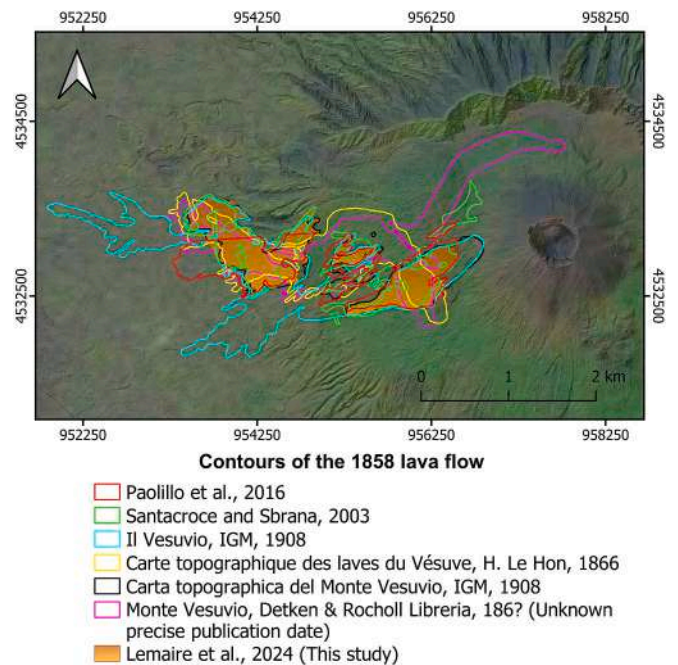 952250 954250 956250 958250
4534500 4534500
4532500 4532500
0 1 2 km
952250 954250 956250 958250
Contours of the 1858 lava flow
Paolillo et al., 2016
Santacroce and Sbrana, 2003
Il Vesuvio, IGM, 1908
Carte topographique des laves du Vésuve, H. Le Hon, 1866
Carta topographica del Monte Vesuvio, IGM, 1908
Monte Vesuvio, Detken & Rocholl Libreria, 186? (Unknown
precise publication date)
Lemaire et al., 2024 (This study)